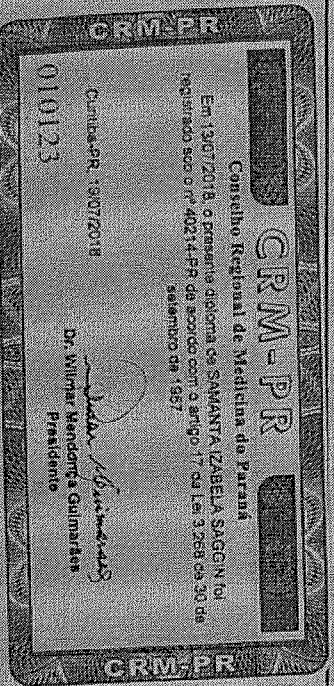 CRM-PR
CRM-PR
Conselho Regional de Medicina do Paraná
Em 13/07/2018, o presente diploma de SAMANTA IZABELA SAGGIN foi
registrado sob o nº 40214-PR, de acordo com o artigo 17 da Lei 3.268 de 30 de
setembro de 1957
Curitiba-PR, 13/07/2018
Dr. Wilmar Mendonça Guimarães
Presidente
010123
CRM-PR